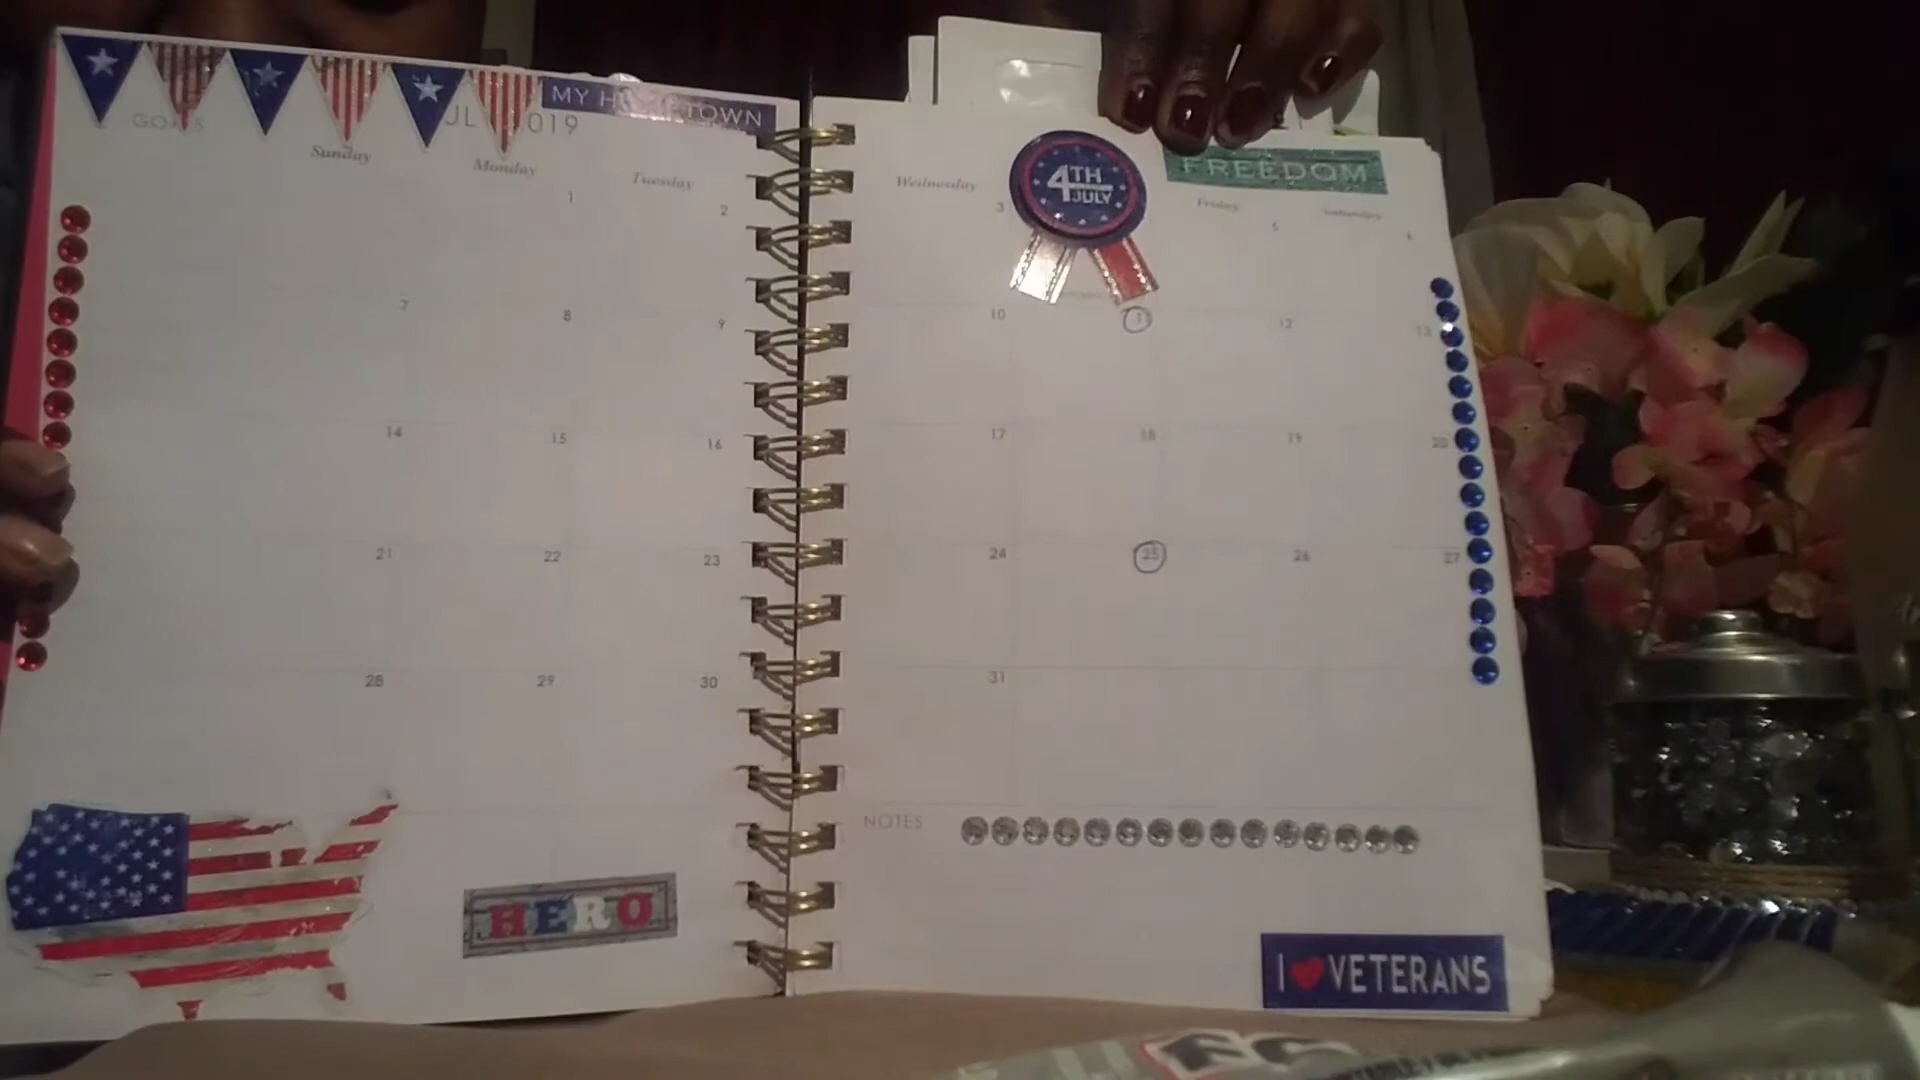 MY H TOWN
GOALS
JUL 2019
Sunday Monday Tuesday
1 2
7 8 9
14 15 16
21 22 23
28 29 30
HERO
4TH
JULY
FREEDOM
Wednesday Friday Saturday
3 5 6
10 11 12 13
17 18 19 20
24 25 26 27
31
NOTES
I ❤ VETERANS